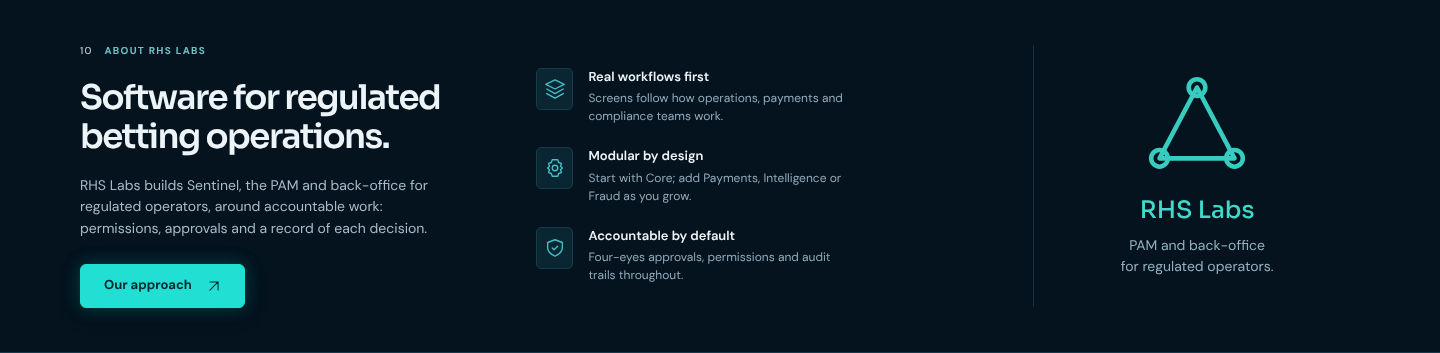 10 ABOUT RHS LABS
Software for regulated
betting operations.
RHS Labs builds Sentinel, the PAM and back-office for
regulated operators, around accountable work:
permissions, approvals and a record of each decision.
Our approach
Real workflows first
Screens follow how operations, payments and
compliance teams work.
Modular by design
Start with Core; add Payments, Intelligence or
Fraud as you grow.
Accountable by default
Four-eyes approvals, permissions and audit
trails throughout.
RHS Labs
PAM and back-office
for regulated operators.